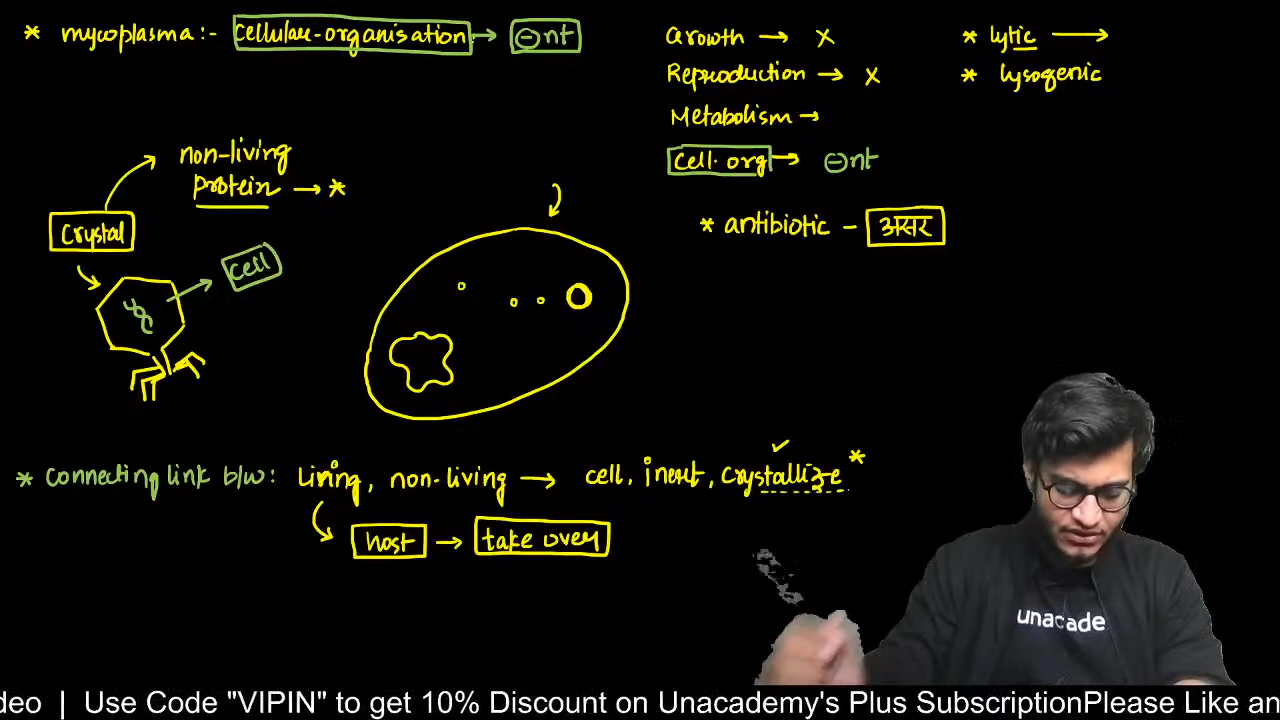 * mycoplasma :- cellular-organisation → ⊖nt
Growth → x
Reproduction → x
Metabolism →
Cell. org → ⊖nt
* lytic →
* lysogenic
non-living
protein → *
Crystal
Cell
* antibiotic - असर
* Connecting link b/w: Living, non-living → cell, inert, crystallize *
host → take over
unacade
deo | Use Code "VIPIN" to get 10% Discount on Unacademy's Plus SubscriptionPlease Like an